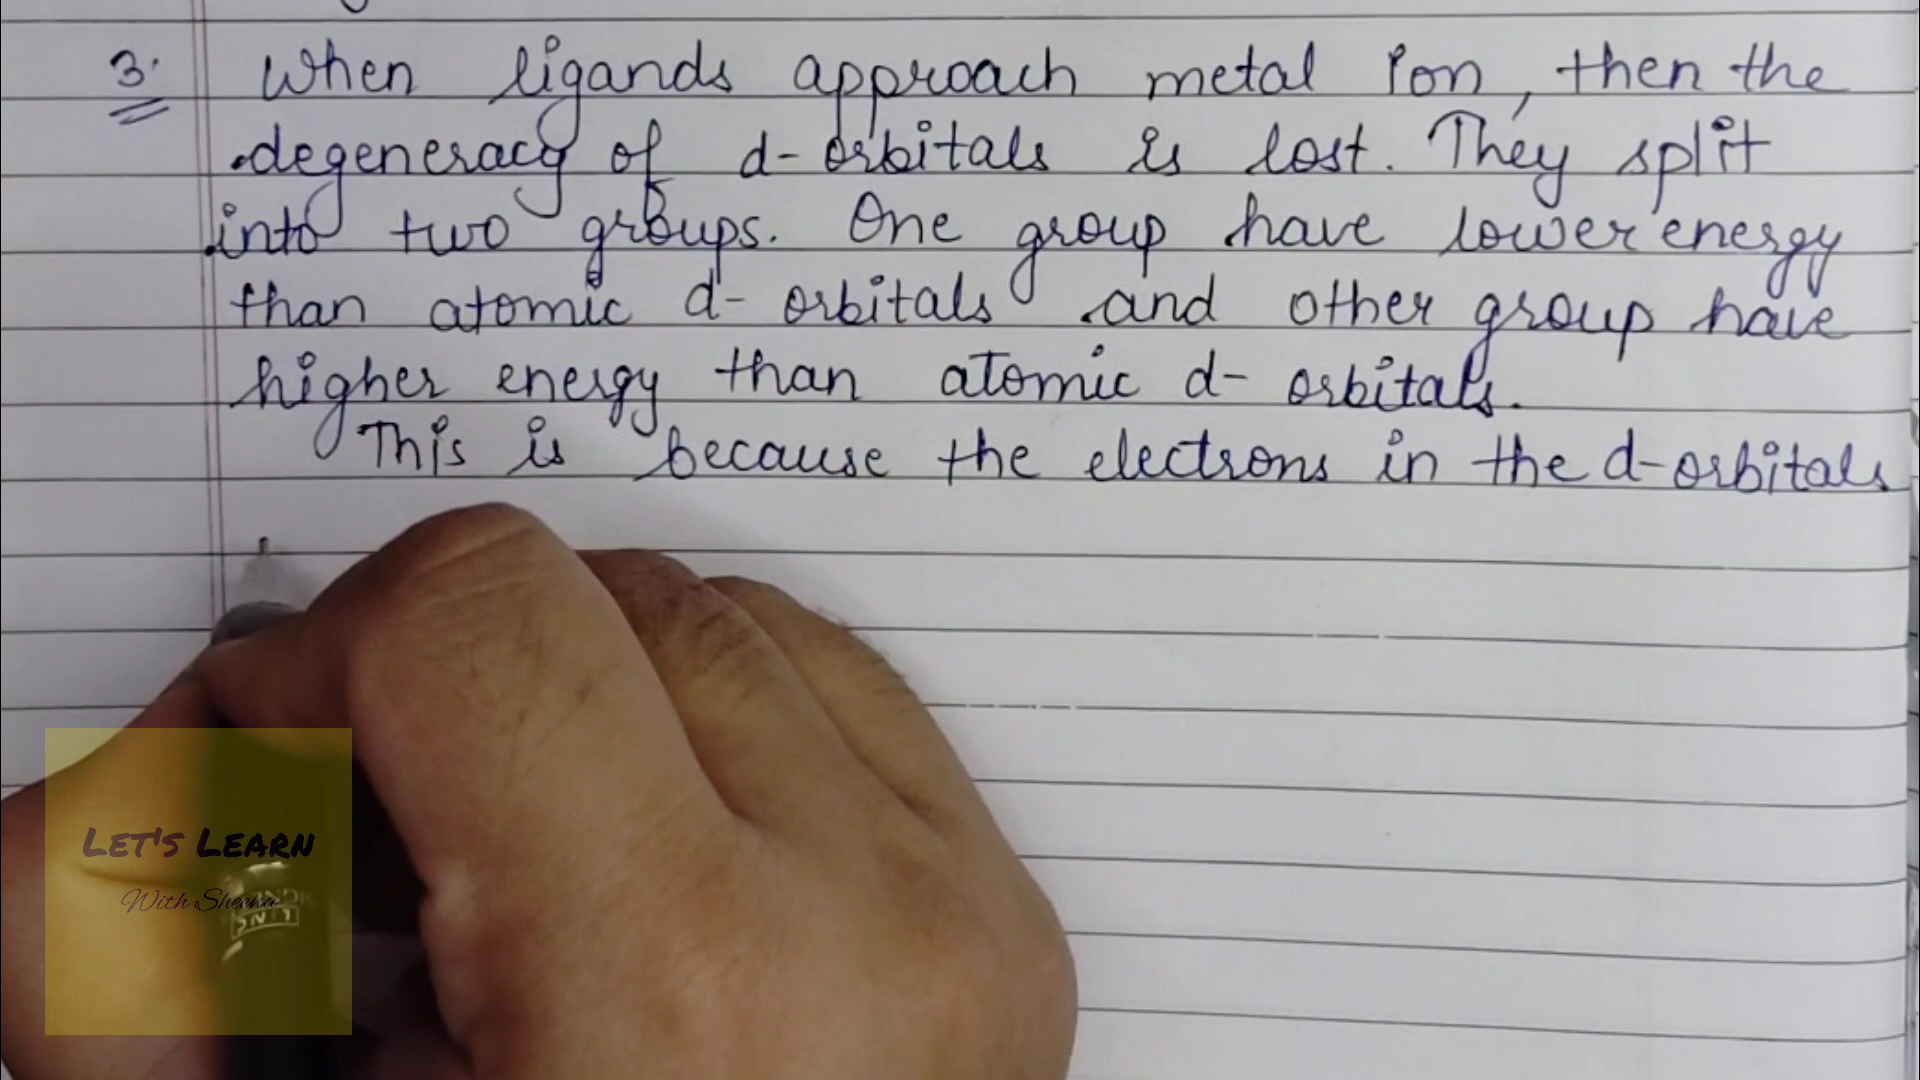 3. When ligands approach metal ion, then the
degeneracy of d-orbitals is lost. They split
into two groups. One group have lower energy
than atomic d-orbitals and other group have
higher energy than atomic d-orbitals.
This is because the electrons in the d-orbitals
LET'S LEARN
With Sheena